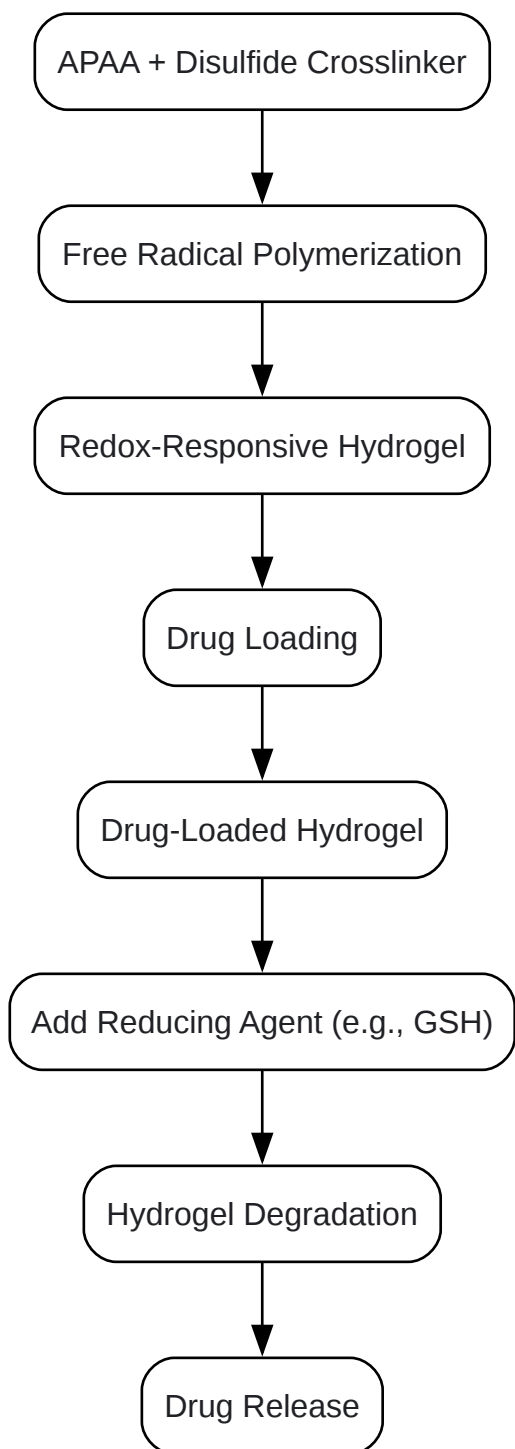 APAA + Disulfide Crosslinker
Free Radical Polymerization
Redox-Responsive Hydrogel
Drug Loading
Drug-Loaded Hydrogel
Add Reducing Agent (e.g., GSH)
Hydrogel Degradation
Drug Release